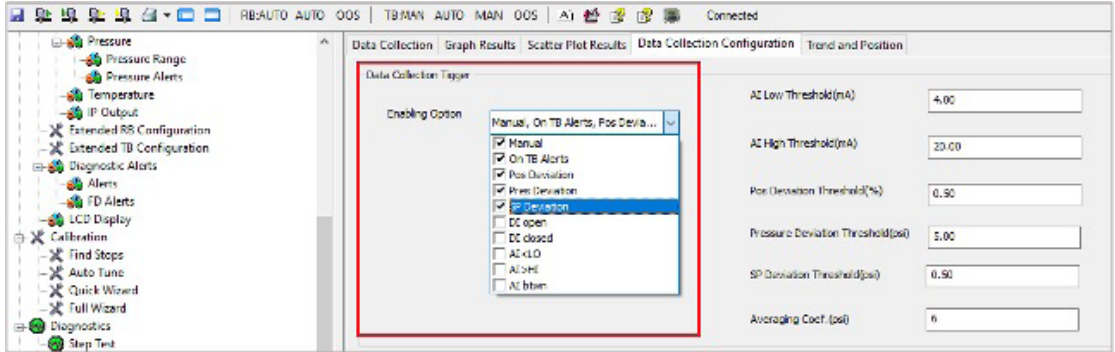 RB:AUTO AUTO OOS TB:MAN AUTO MAN OOS A) Connected
Pressure
Pressure Range
Pressure Alerts
Temperature
IP Output
Extended RB Configuration
Extended TB Configuration
Diagnostic Alerts
Alerts
FD Alerts
LCD Display
Calibration
Find Stops
Auto Tune
Quick Wizard
Full Wizard
Diagnostics
Step Test
Data Collection Graph Results Scatter Plot Results Data Collection Configuration Trend and Position
Data Collection Tigger
Enabling Option
Manual, On TB Alerts, Pos Devia...
Manual
On TB Alerts
Pos Deviation
Pres Deviation
SP Deviation
DI open
DI closed
AI<LO
AI>HI
AI btwn
AI Low Threshold(mA) 4.00
AI High Threshold(mA) 20.00
Pos Deviation Threshold(%) 0.50
Pressure Deviation Threshold(psi) 5.00
SP Deviation Threshold(psi) 0.50
Averaging Coef.(psi) 6